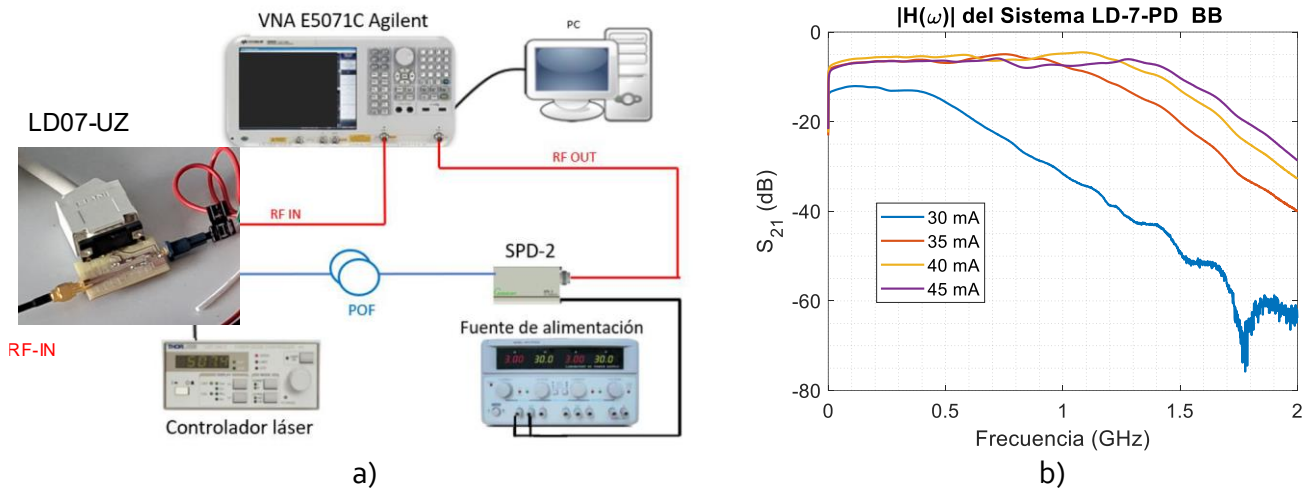 VNA E5071C Agilent
PC
LD07-UZ
RF OUT
RF IN
SPD-2
POF
RF-IN
Fuente de alimentación
3.00 30.0 3.00 30.0
Controlador láser
a)
|H(ω)| del Sistema LD-7-PD BB
S21 (dB)
0
-20
-40
-60
-80
30 mA
35 mA
40 mA
45 mA
0 0.5 1 1.5 2
Frecuencia (GHz)
b)